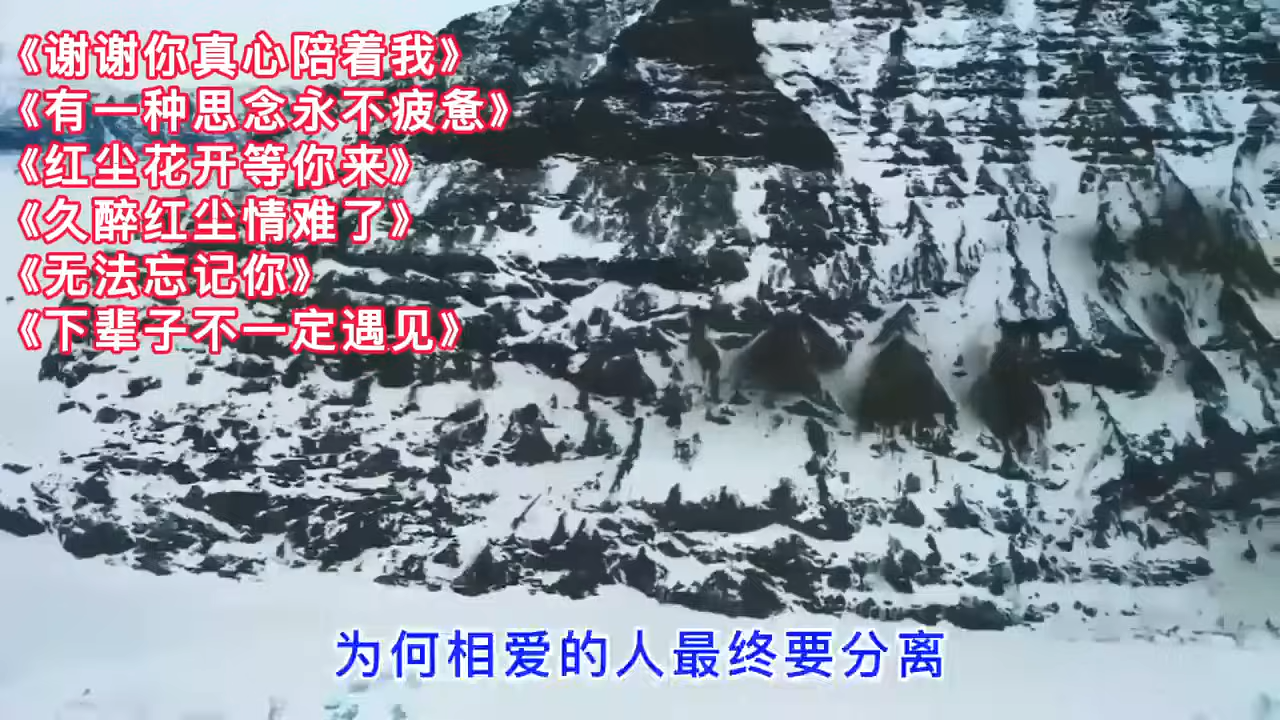 《谢谢你真心陪着我》
《有一种思念永不疲惫》
《红尘花开等你来》
《久醉红尘情难了》
《无法忘记你》
《下辈子不一定遇见》
为何相爱的人最终要分离